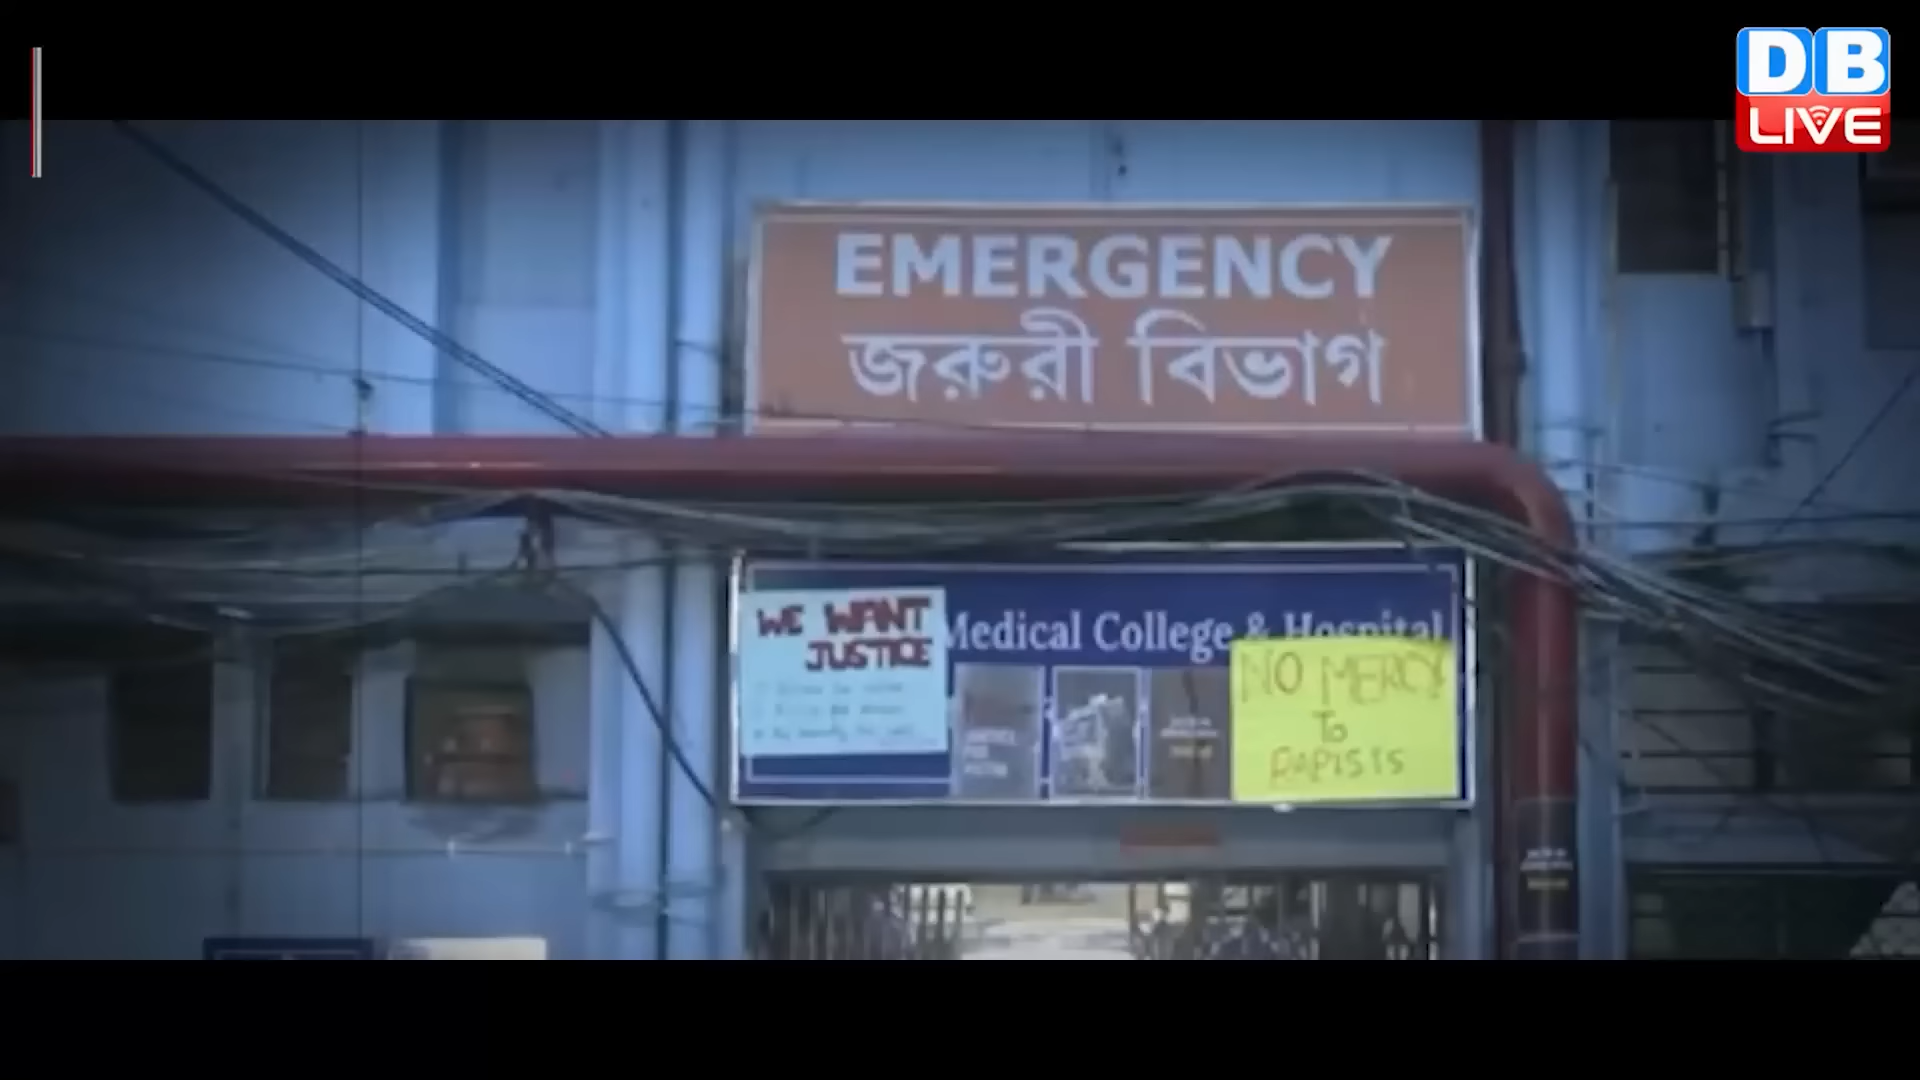 DB
LIVE
EMERGENCY
জরুরী বিভাগ
Medical College & Hospital
WE WANT
JUSTICE
NO MERCY
To
RAPISTS